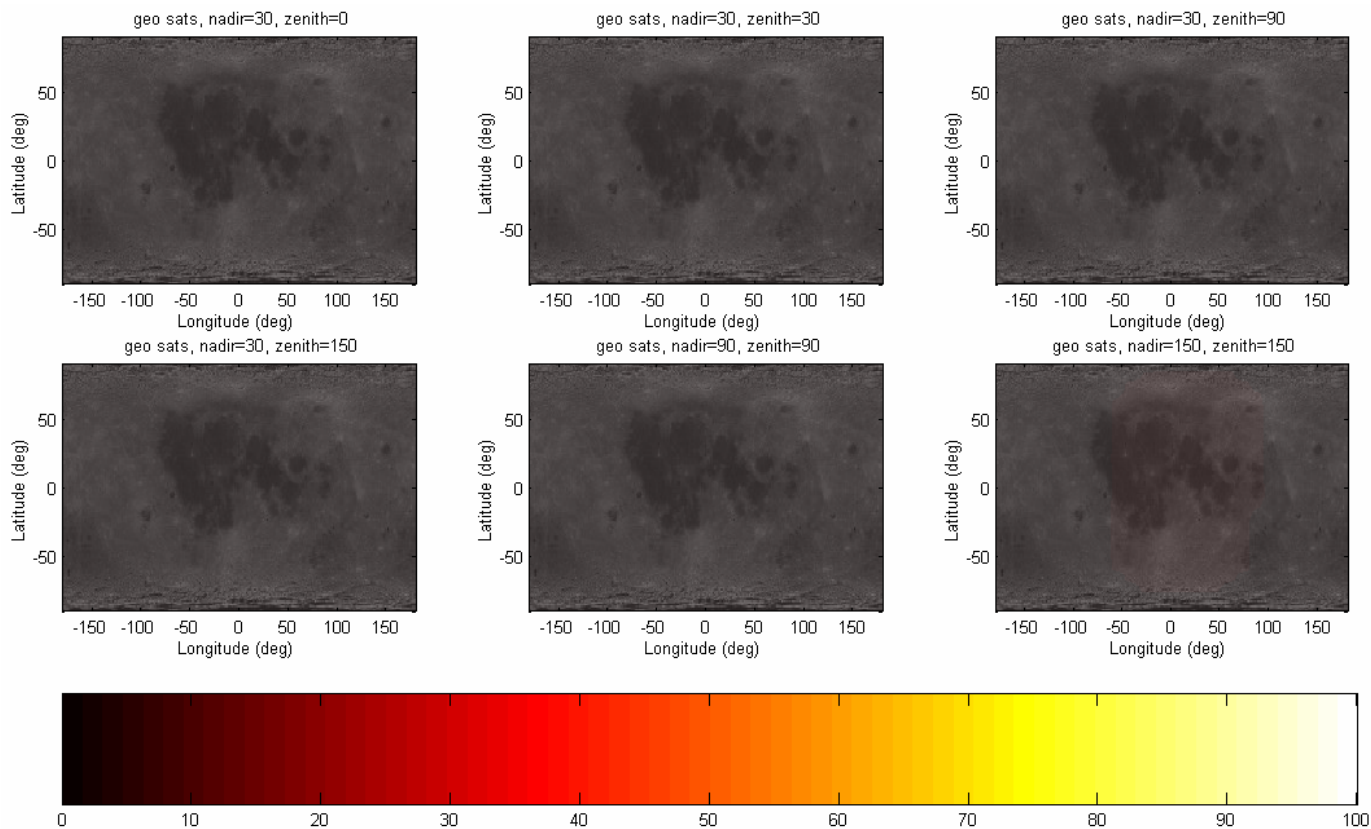 geo sats, nadir=30, zenith=0
geo sats, nadir=30, zenith=30
geo sats, nadir=30, zenith=90
50
0
-50
Latitude (deg)
-150 -100 -50 0 50 100 150
Longitude (deg)
50
0
-50
Latitude (deg)
-150 -100 -50 0 50 100 150
Longitude (deg)
50
0
-50
Latitude (deg)
-150 -100 -50 0 50 100 150
Longitude (deg)
geo sats, nadir=30, zenith=150
geo sats, nadir=90, zenith=90
geo sats, nadir=150, zenith=150
50
0
-50
Latitude (deg)
-150 -100 -50 0 50 100 150
Longitude (deg)
50
0
-50
Latitude (deg)
-150 -100 -50 0 50 100 150
Longitude (deg)
50
0
-50
Latitude (deg)
-150 -100 -50 0 50 100 150
Longitude (deg)
0 10 20 30 40 50 60 70 80 90 100